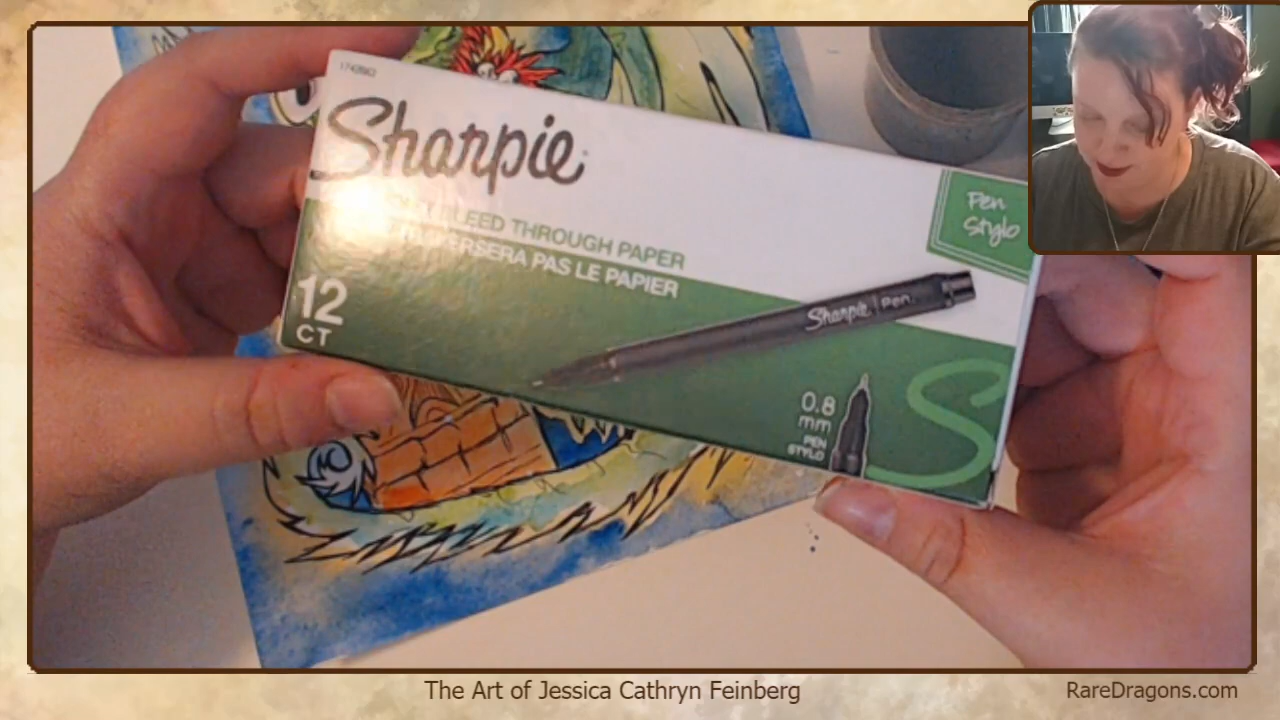 Sharpie
BLEED THROUGH PAPER
PAS LE PAPIER
12
CT
Pen
Stylo
Sharpie Pen
0.8
mm
PEN
STYLO
S
The Art of Jessica Cathryn Feinberg
RareDragons.com